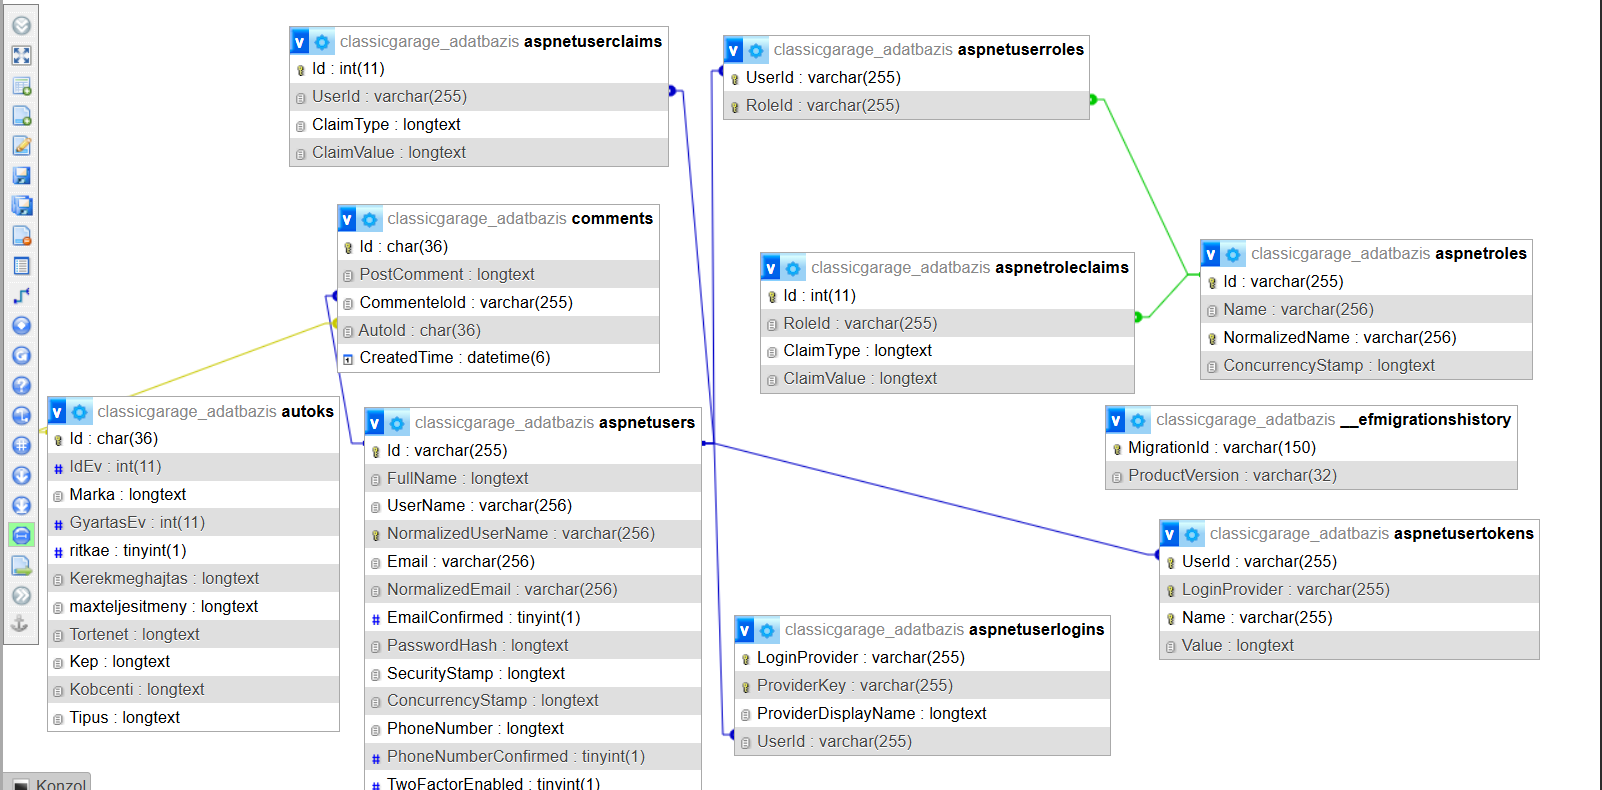 classicgarage_adatbazis aspnetuserclaims
Id : int(11)
UserId : varchar(255)
ClaimType : longtext
ClaimValue : longtext
classicgarage_adatbazis aspnetuserroles
UserId : varchar(255)
RoleId : varchar(255)
classicgarage_adatbazis comments
Id : char(36)
PostComment : longtext
CommenteloId : varchar(255)
AutoId : char(36)
CreatedTime : datetime(6)
classicgarage_adatbazis aspnetroleclaims
Id : int(11)
RoleId : varchar(255)
ClaimType : longtext
ClaimValue : longtext
classicgarage_adatbazis aspnetroles
Id : varchar(255)
Name : varchar(256)
NormalizedName : varchar(256)
ConcurrencyStamp : longtext
classicgarage_adatbazis autoks
Id : char(36)
IdEv : int(11)
Marka : longtext
GyartasEv : int(11)
ritkae : tinyint(1)
Kerekmeghajtas : longtext
maxteljesitmeny : longtext
Tortenet : longtext
Kep : longtext
Kobcenti : longtext
Tipus : longtext
classicgarage_adatbazis aspnetusers
Id : varchar(255)
FullName : longtext
UserName : varchar(256)
NormalizedUserName : varchar(256)
Email : varchar(256)
NormalizedEmail : varchar(256)
EmailConfirmed : tinyint(1)
PasswordHash : longtext
SecurityStamp : longtext
ConcurrencyStamp : longtext
PhoneNumber : longtext
PhoneNumberConfirmed : tinyint(1)
TwoFactorEnabled : tinyint(1)
classicgarage_adatbazis __efmigrationshistory
MigrationId : varchar(150)
ProductVersion : varchar(32)
classicgarage_adatbazis aspnetusertokens
UserId : varchar(255)
LoginProvider : varchar(255)
Name : varchar(255)
Value : longtext
classicgarage_adatbazis aspnetuserlogins
LoginProvider : varchar(255)
ProviderKey : varchar(255)
ProviderDisplayName : longtext
UserId : varchar(255)
Konzol